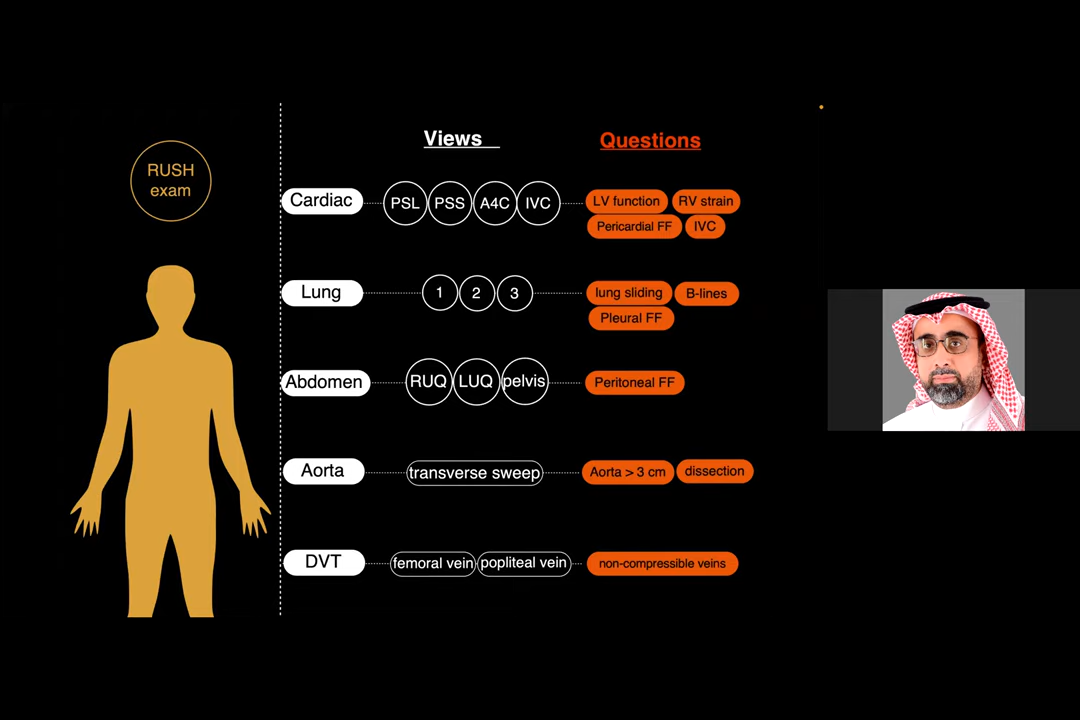 RUSH
exam
Views
Questions
Cardiac
PSL
PSS
A4C
IVC
LV function
RV strain
Pericardial FF
IVC
Lung
1
2
3
lung sliding
B-lines
Pleural FF
Abdomen
RUQ
LUQ
pelvis
Peritoneal FF
Aorta
transverse sweep
Aorta > 3 cm
dissection
DVT
femoral vein
popliteal vein
non-compressible veins